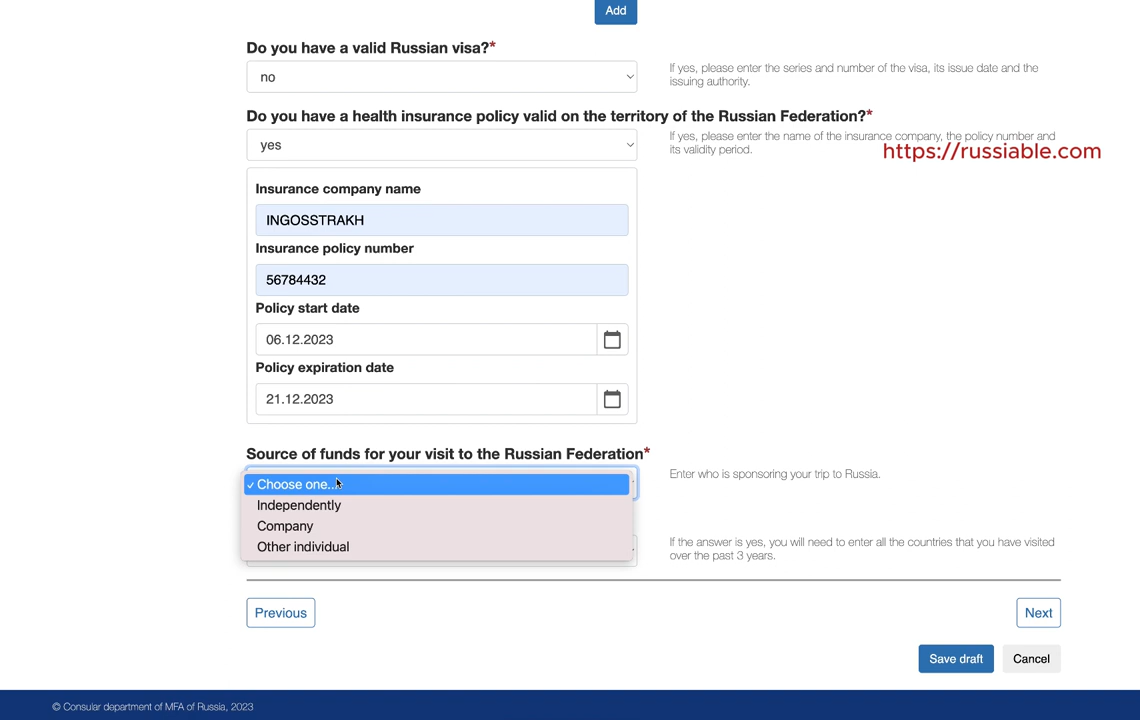 Add
Do you have a valid Russian visa?*
no
If yes, please enter the series and number of the visa, its issue date and the
issuing authority.
Do you have a health insurance policy valid on the territory of the Russian Federation?*
yes
If yes, please enter the name of the insurance company, the policy number and
its validity period.
https://russiable.com
Insurance company name
INGOSSTRAKH
Insurance policy number
56784432
Policy start date
06.12.2023
Policy expiration date
21.12.2023
Source of funds for your visit to the Russian Federation*
Enter who is sponsoring your trip to Russia.
✓ Choose one...
Independently
Company
Other individual
If the answer is yes, you will need to enter all the countries that you have visited
over the past 3 years.
Previous
Next
Save draft
Cancel
© Consular department of MFA of Russia, 2023